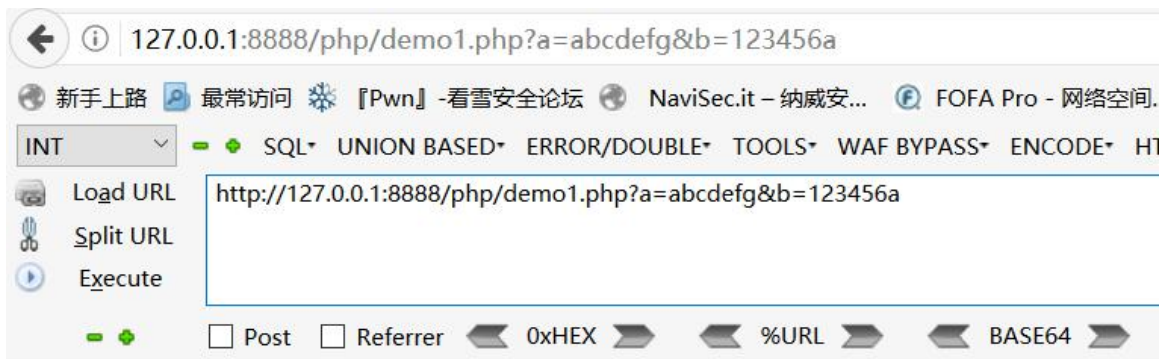 127.0.0.1:8888/php/demo1.php?a=abcdefg&b=123456a
新手上路 最常访问 『Pwn』-看雪安全论坛 NaviSec.it – 纳威安... FOFA Pro - 网络空间.
INT SQL UNION BASED ERROR/DOUBLE TOOLS WAF BYPASS ENCODE HT
Load URL http://127.0.0.1:8888/php/demo1.php?a=abcdefg&b=123456a
Split URL
Execute
Post Referrer 0xHEX %URL BASE64